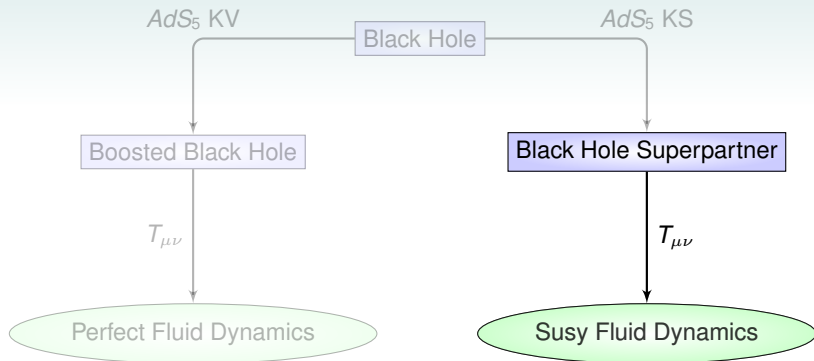 AdS₅ KV
Black Hole
AdS₅ KS
Boosted Black Hole
Black Hole Superpartner
Tμν
Tμν
Perfect Fluid Dynamics
Susy Fluid Dynamics